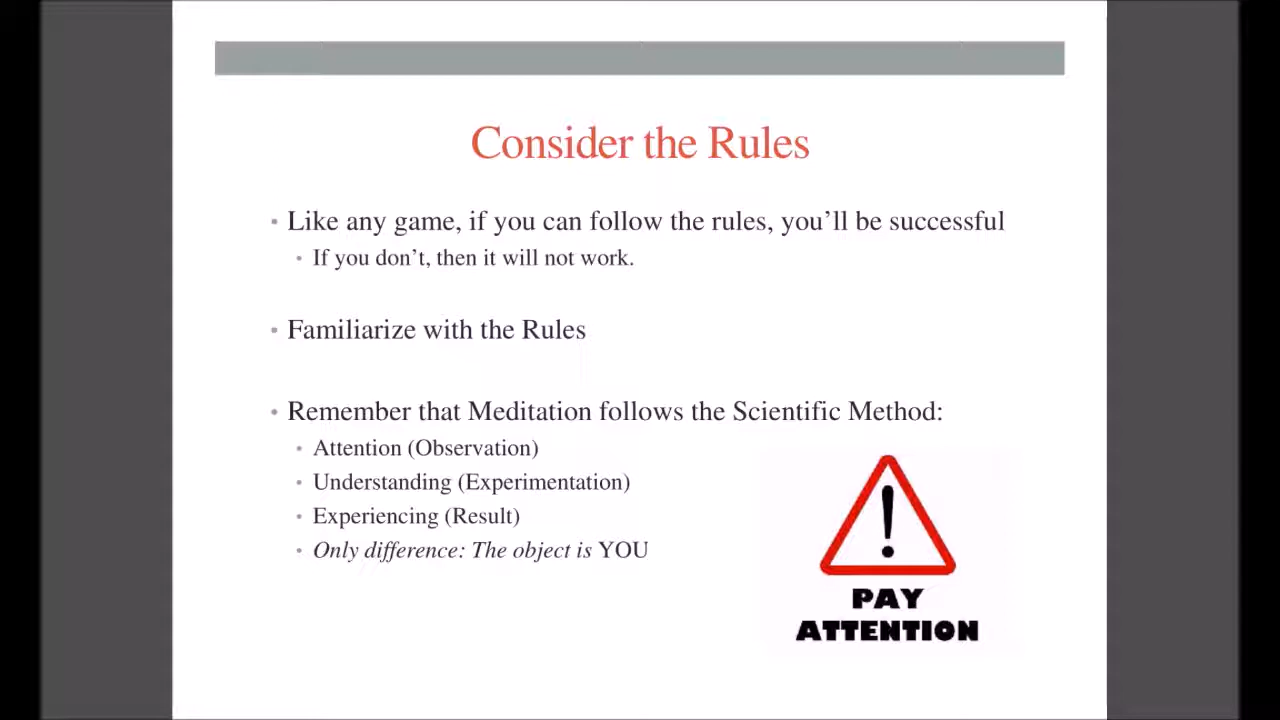 Consider the Rules
• Like any game, if you can follow the rules, you’ll be successful
• If you don’t, then it will not work.
• Familiarize with the Rules
• Remember that Meditation follows the Scientific Method:
• Attention (Observation)
• Understanding (Experimentation)
• Experiencing (Result)
• Only difference: The object is YOU
PAY
ATTENTION